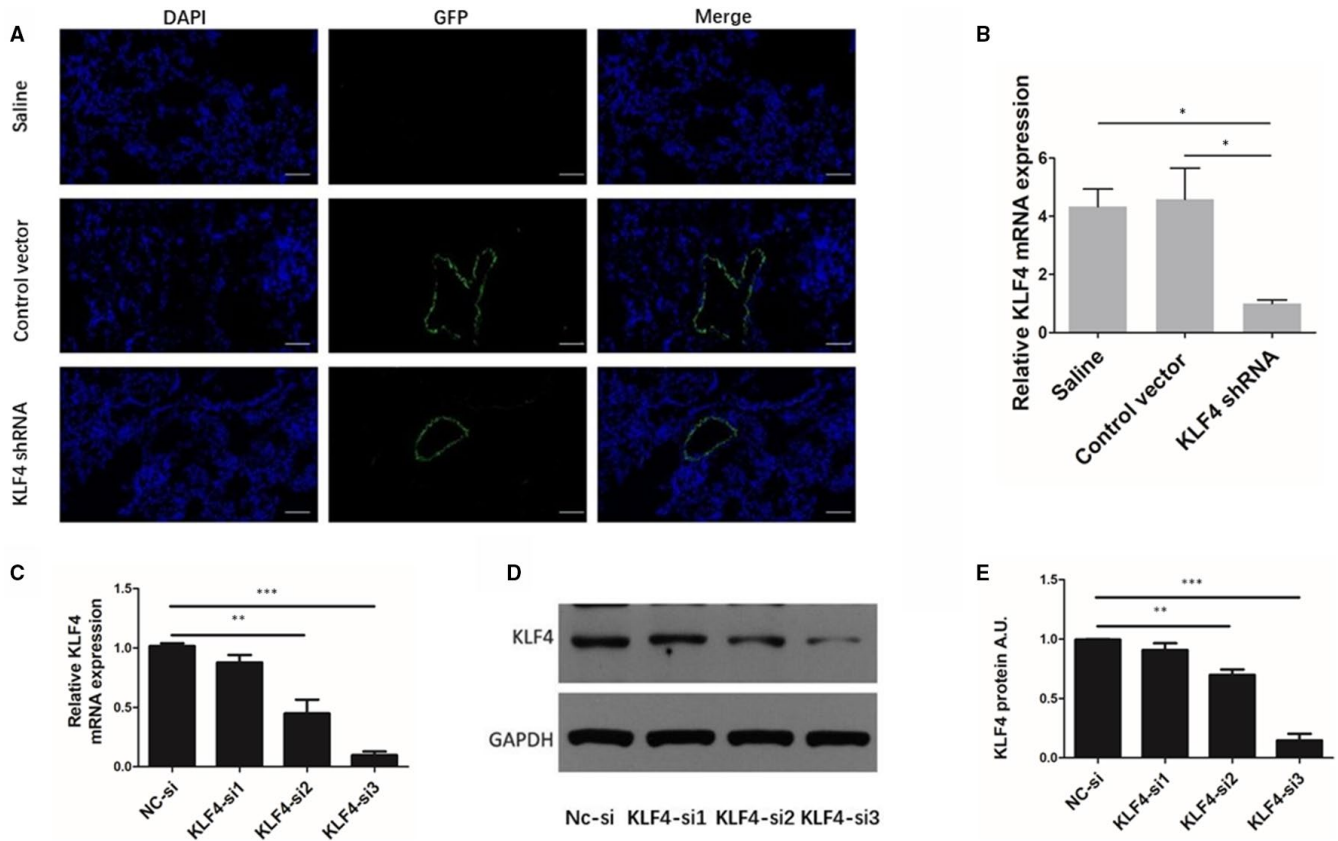 A
DAPI
GFP
Merge
Saline
Control vector
KLF4 shRNA
B
Relative KLF4 mRNA expression
6
4
2
0
*
*
Saline
Control vector
KLF4 shRNA
C
Relative KLF4
mRNA expression
1.5
1.0
0.5
0.0
***
**
NC-si
KLF4-si1
KLF4-si2
KLF4-si3
D
KLF4
GAPDH
Nc-si KLF4-si1 KLF4-si2 KLF4-si3
E
KLF4 protein A.U.
1.5
1.0
0.5
0.0
***
**
NC-si
KLF4-si1
KLF4-si2
KLF4-si3